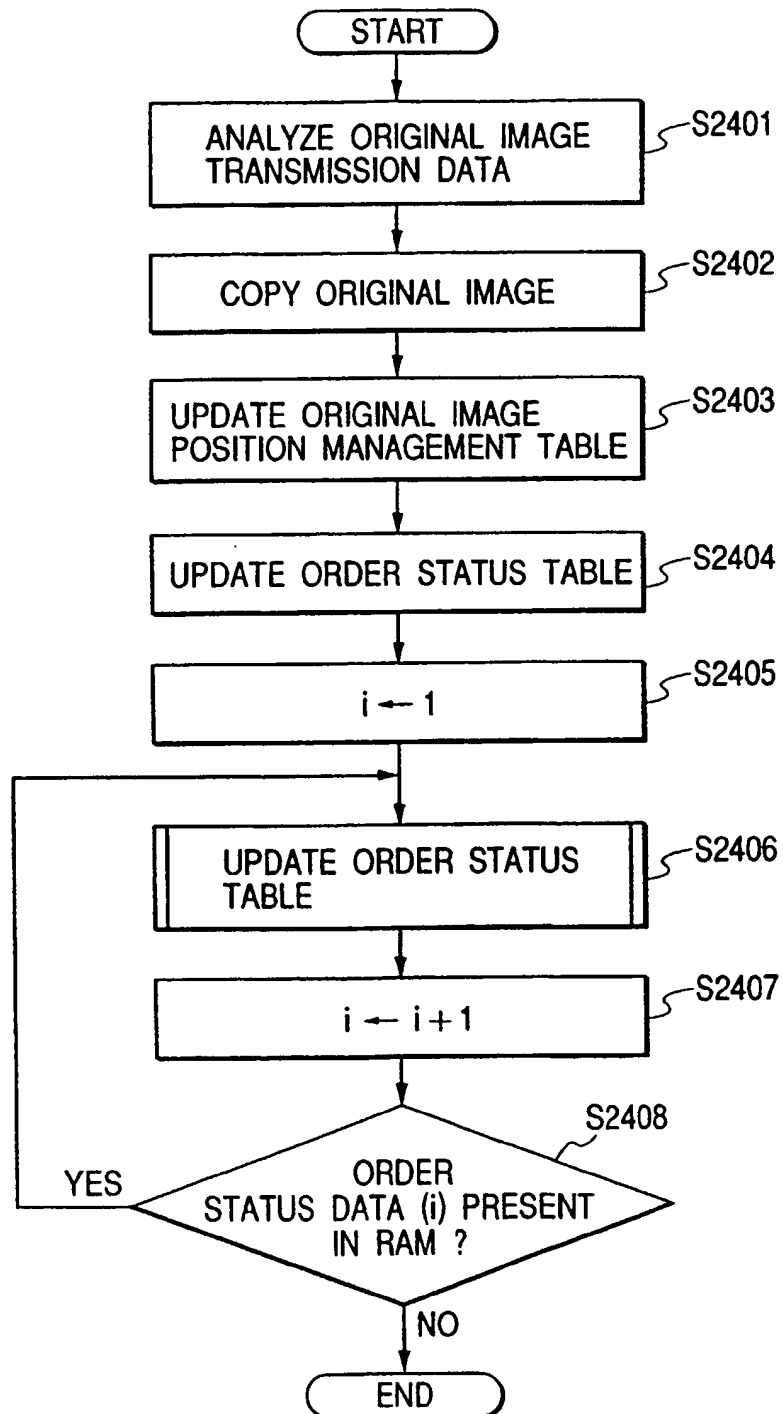 START
ANALYZE ORIGINAL IMAGE
TRANSMISSION DATA
S2401
COPY ORIGINAL IMAGE
S2402
UPDATE ORIGINAL IMAGE
POSITION MANAGEMENT TABLE
S2403
UPDATE ORDER STATUS TABLE
S2404
i ← 1
S2405
UPDATE ORDER STATUS
TABLE
S2406
i ← i + 1
S2407
ORDER
STATUS DATA (i) PRESENT
IN RAM ?
S2408
YES
NO
END